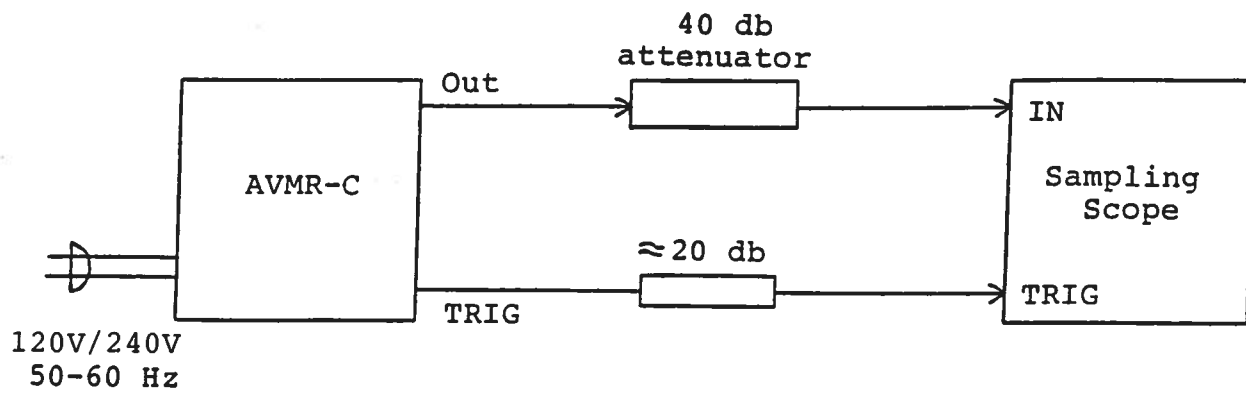 40 db
attenuator
Out
IN
AVMR-C
Sampling
Scope
≈20 db
TRIG
TRIG
120V/240V
50-60 Hz